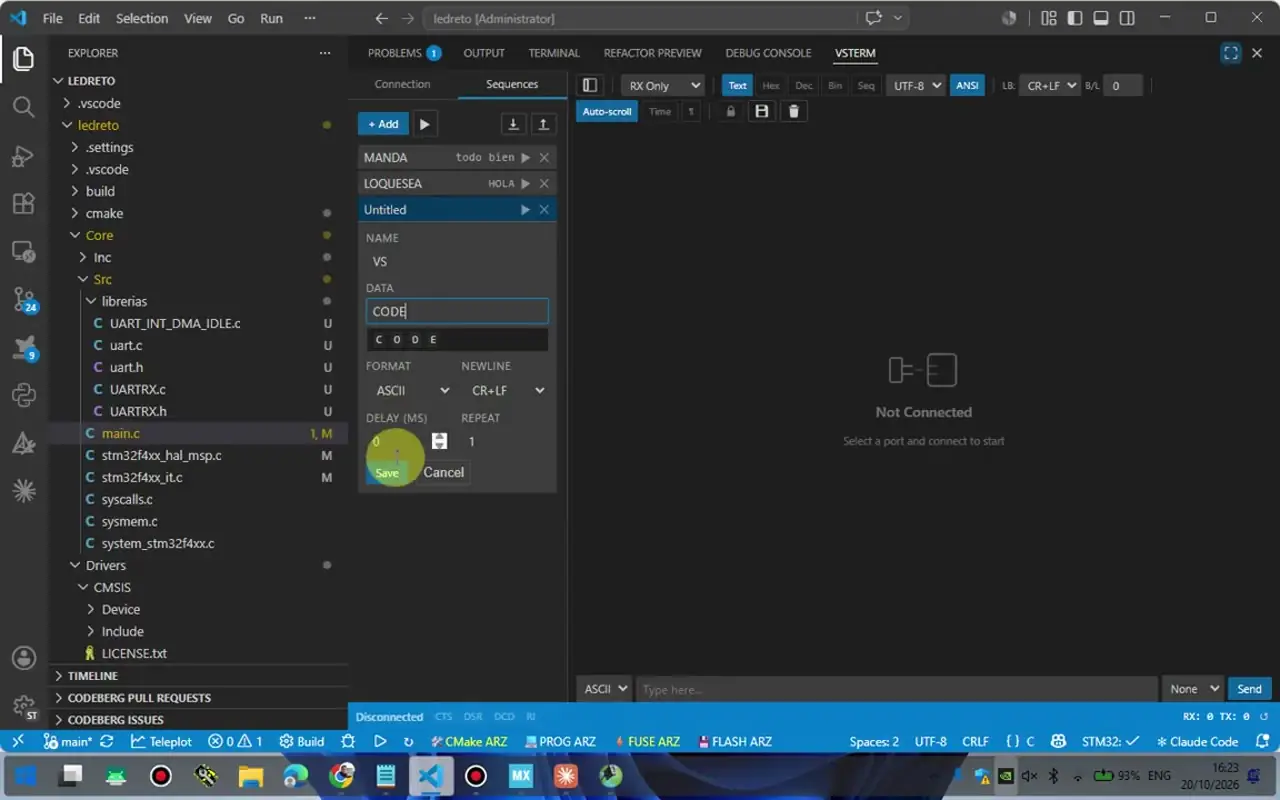 File Edit Selection View Go Run ··· ledreto [Administrator]
EXPLORER ···
LEDRETO
.vscode
ledreto
.settings
.vscode
build
cmake
Core
Inc
Src
librerias
C UART_INT_DMA_IDLE.c U
C uart.c U
C uart.h U
C UARTRX.c U
C UARTRX.h U
C main.c 1, M
C stm32f4xx_hal_msp.c M
C stm32f4xx_it.c M
C syscalls.c
C sysmem.c
C system_stm32f4xx.c
Drivers
CMSIS
Device
Include
LICENSE.txt
TIMELINE
CODEBERG PULL REQUESTS
CODEBERG ISSUES
24
9
ST
PROBLEMS 1 OUTPUT TERMINAL REFACTOR PREVIEW DEBUG CONSOLE VSTERM
Connection Sequences
+ Add
MANDA todo bien
LOQUESEA HOLA
Untitled
NAME
VS
DATA
CODE
C O D E
FORMAT NEWLINE
ASCII CR+LF
DELAY (MS) REPEAT
0 1
Save Cancel
RX Only Text Hex Dec Bin Seq UTF-8 ANSI LB: CR+LF B/L 0
Auto-scroll Time ¶
Not Connected
Select a port and connect to start
ASCII Type here... None Send
Disconnected CTS DSR DCD RI RX: 0 TX: 0
main* Teleplot 0 1 Build CMake ARZ PROG ARZ FUSE ARZ FLASH ARZ Spaces: 2 UTF-8 CRLF {} C STM32: Claude Code
MX 93% ENG 16:23
20/10/2026